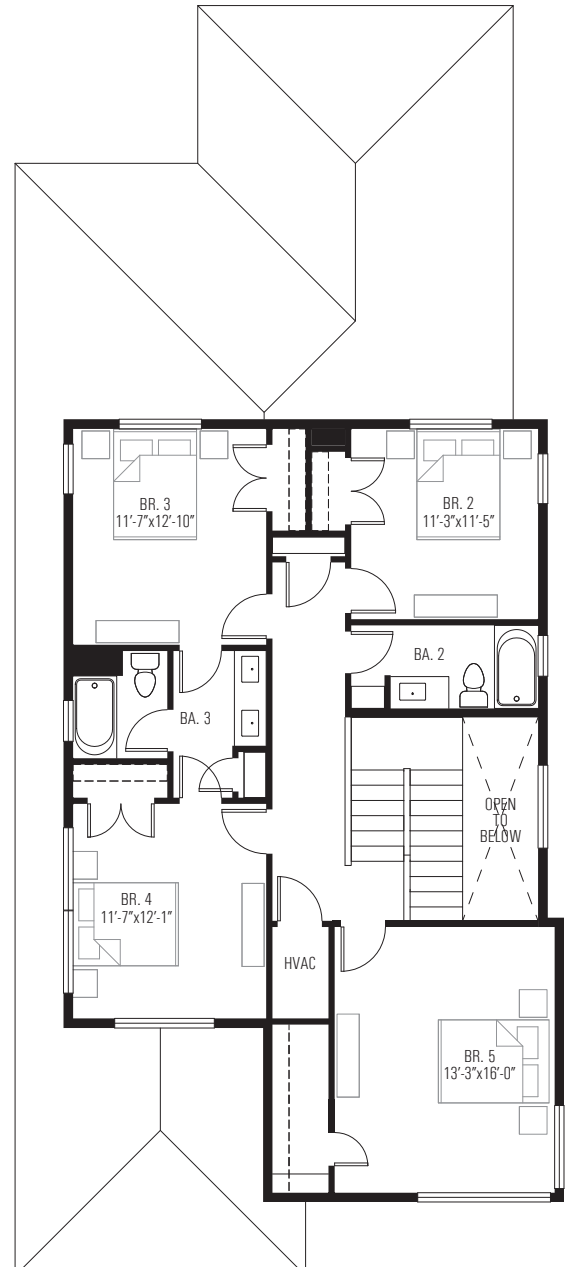 BR. 3
11'-7"x12'-10"
BR. 2
11'-3"x11'-5"
BA. 2
BA. 3
OPEN
TO
BELOW
BR. 4
11'-7"x12'-1"
HVAC
BR. 5
13'-3"x16'-0"